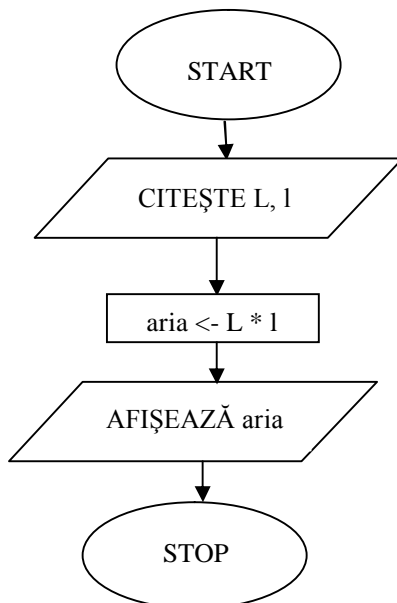 START
CITEŞTE L, l
aria <- L * l
AFIŞEAZĂ aria
STOP